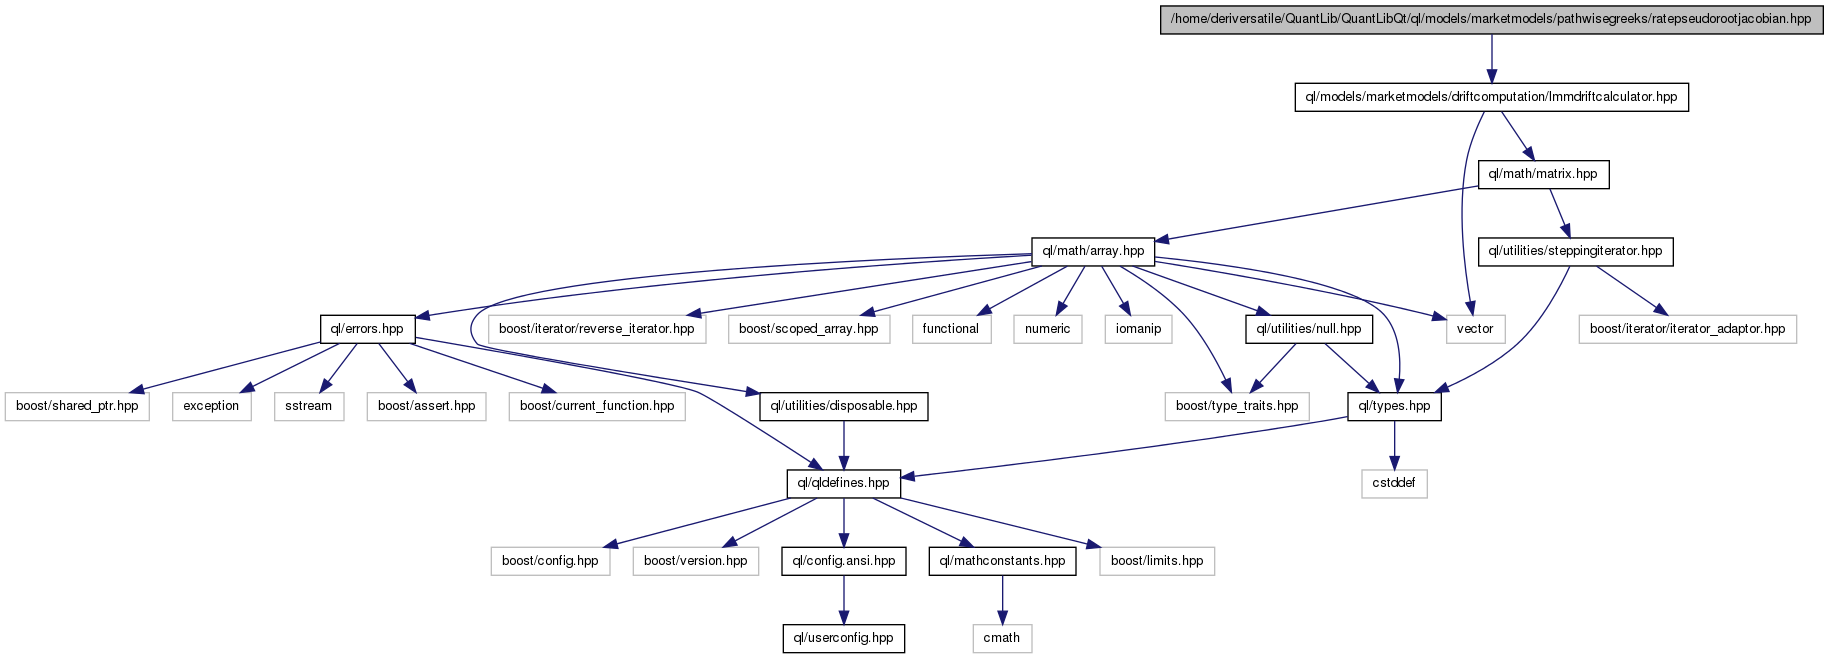 /home/deriversatile/QuantLib/QuantLibQt/ql/models/marketmodels/pathwisegreeks/ratepseudorootjacobian.hpp
ql/models/marketmodels/driftcomputation/lmmdriftcalculator.hpp
ql/math/matrix.hpp
ql/math/array.hpp
ql/utilities/steppingiterator.hpp
ql/errors.hpp
boost/iterator/reverse_iterator.hpp
boost/scoped_array.hpp
functional
numeric
iomanip
ql/utilities/null.hpp
vector
boost/iterator/iterator_adaptor.hpp
boost/shared_ptr.hpp
exception
sstream
boost/assert.hpp
boost/current_function.hpp
ql/utilities/disposable.hpp
boost/type_traits.hpp
ql/types.hpp
ql/qldefines.hpp
cstddef
boost/config.hpp
boost/version.hpp
ql/config.ansi.hpp
ql/mathconstants.hpp
boost/limits.hpp
ql/userconfig.hpp
cmath